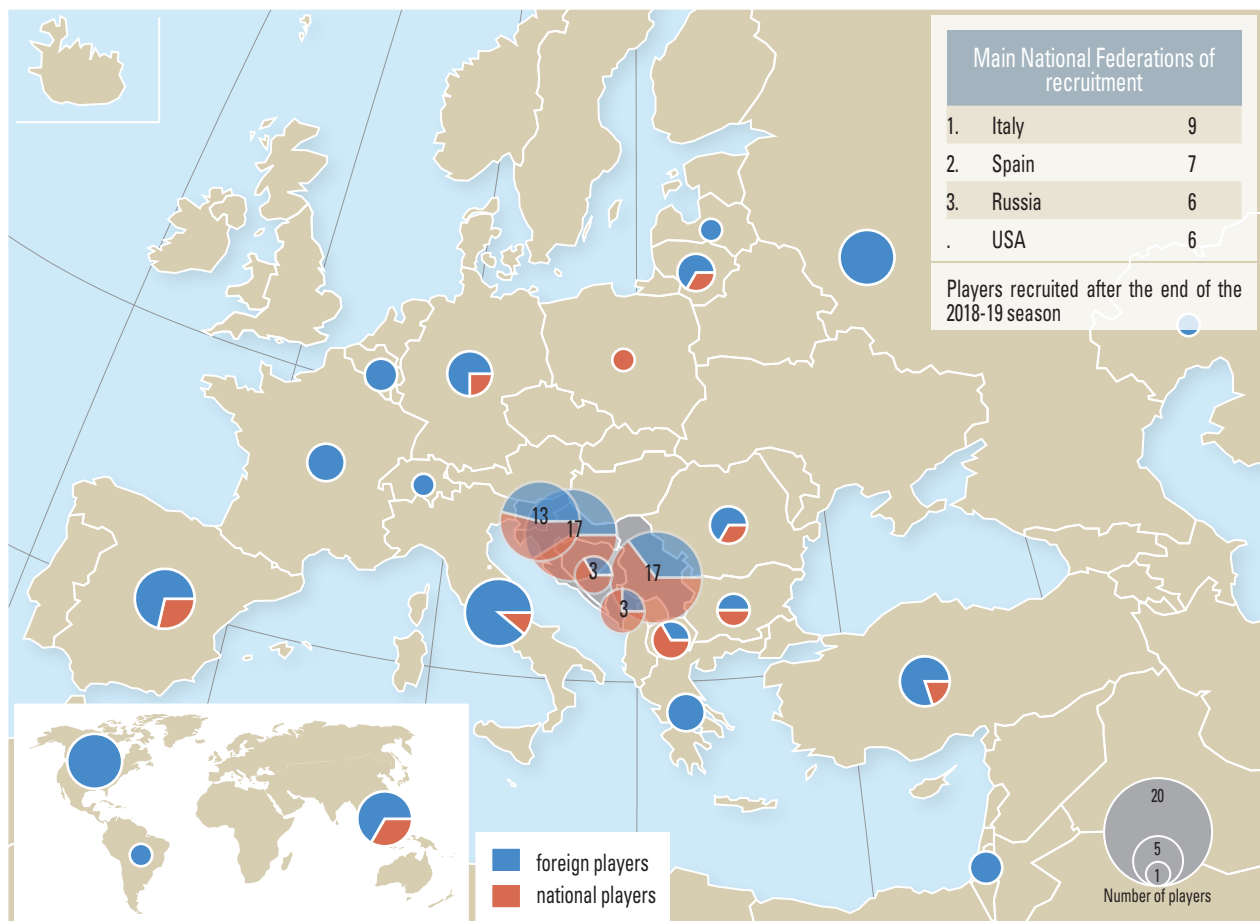 Main National Federations of
recruitment
1. Italy 9
2. Spain 7
3. Russia 6
. USA 6
Players recruited after the end of the
2018-19 season
13
17
3
17
3
foreign players
national players
20
5
1
Number of players